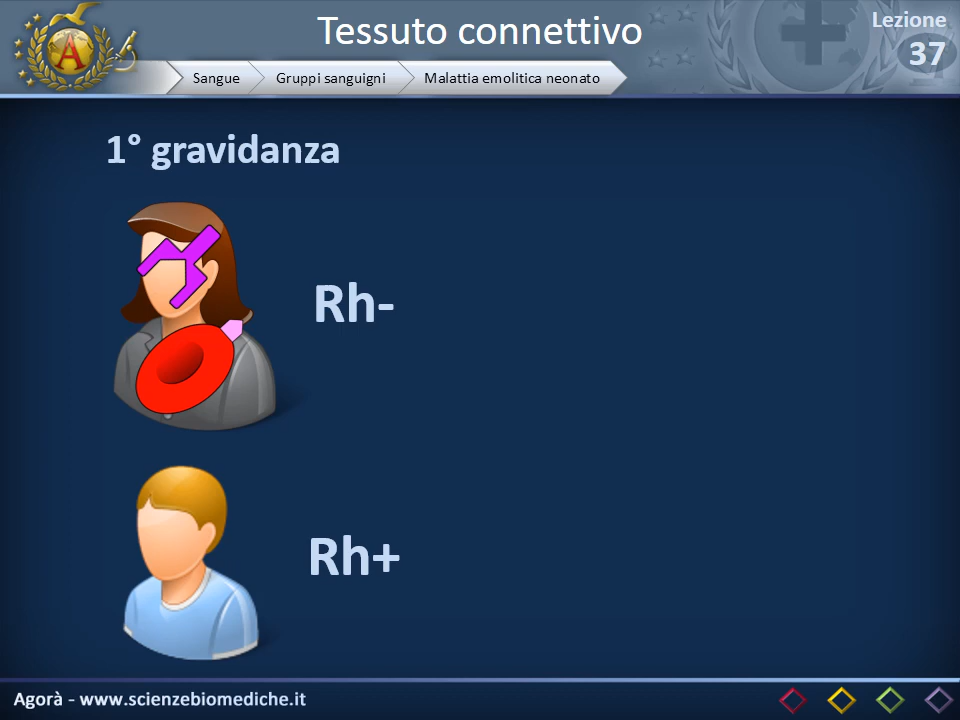 Tessuto connettivo
Lezione
37
A
Sangue
Gruppi sanguigni
Malattia emolitica neonato
1° gravidanza
Rh-
Rh+
Agorà - www.scienzebiomediche.it